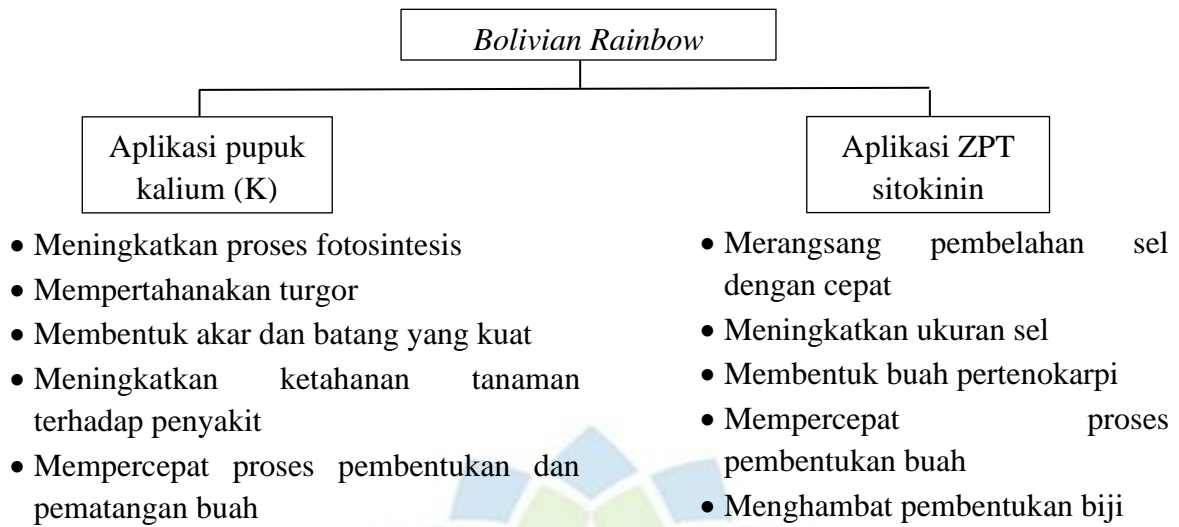 Bolivian Rainbow
Aplikasi pupuk
kalium (K)
• Meningkatkan proses fotosintesis
• Mempertahanakan turgor
• Membentuk akar dan batang yang kuat
• Meningkatkan ketahanan tanaman
terhadap penyakit
• Mempercepat proses pembentukan dan
pematangan buah
Aplikasi ZPT
sitokinin
• Merangsang pembelahan sel
dengan cepat
• Meningkatkan ukuran sel
• Membentuk buah pertenokarpi
• Mempercepat proses
pembentukan buah
• Menghambat pembentukan biji